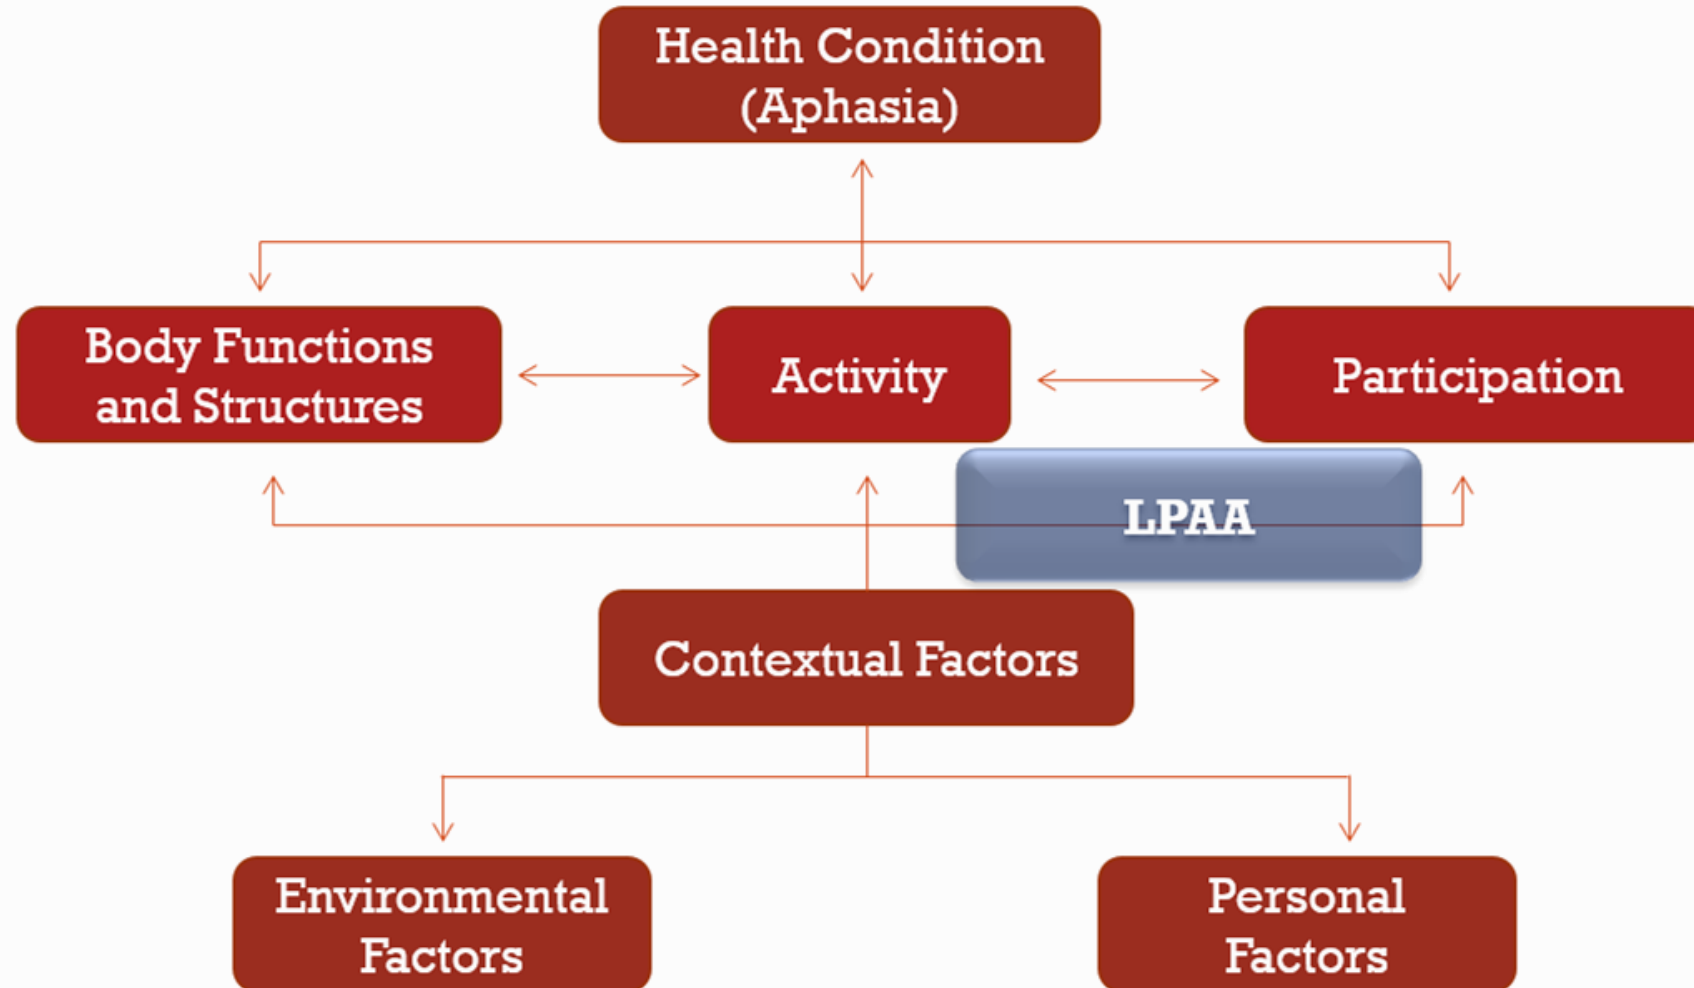 Health Condition
(Aphasia)
Body Functions
and Structures
Activity
Participation
LPAA
Contextual Factors
Environmental
Factors
Personal
Factors